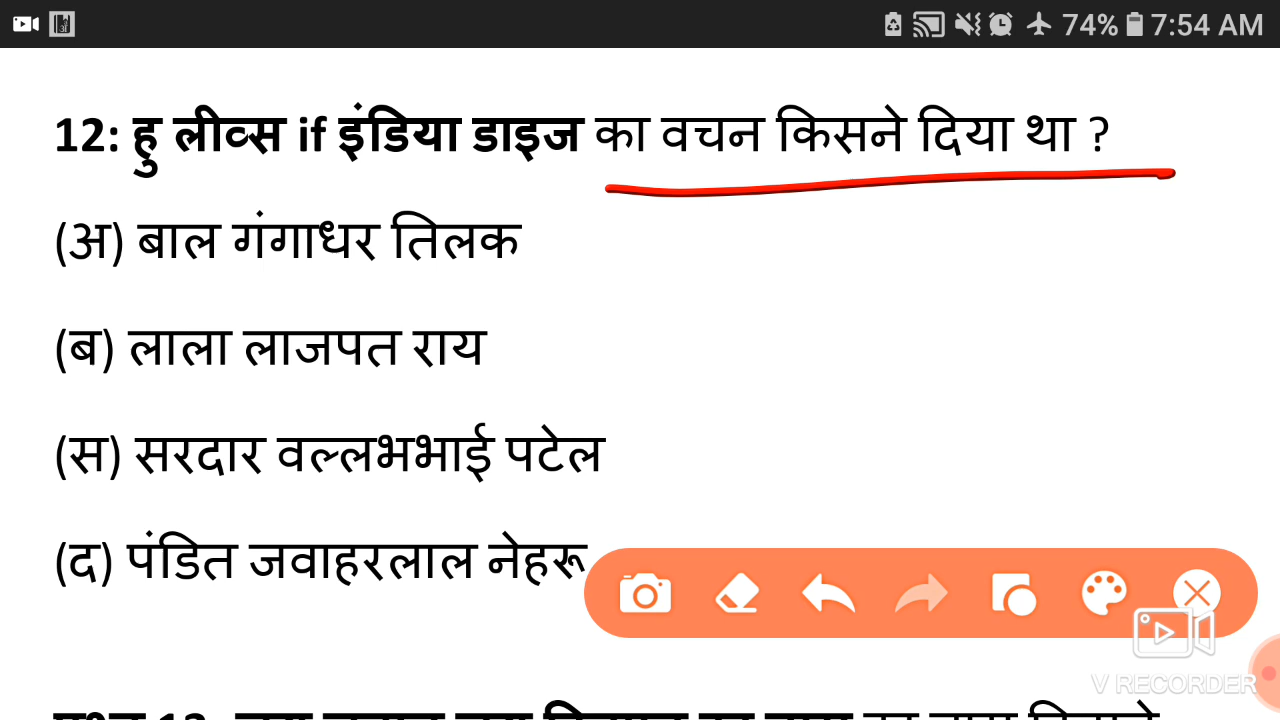 74% 7:54 AM
12: हु लीव्स if इंडिया डाइज का वचन किसने दिया था ?
(अ) बाल गंगाधर तिलक
(ब) लाला लाजपत राय
(स) सरदार वल्लभभाई पटेल
(द) पंडित जवाहरलाल नेहरू
V RECORDER